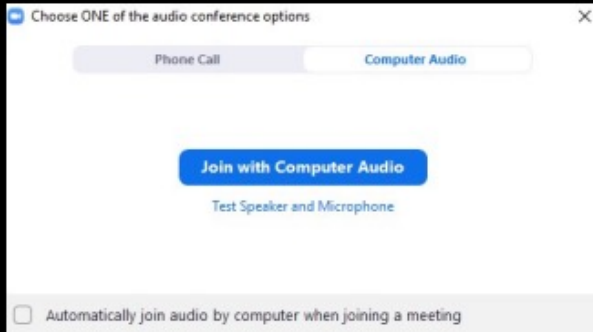 Choose ONE of the audio conference options
Phone Call Computer Audio
Join with Computer Audio
Test Speaker and Microphone
Automatically join audio by computer when joining a meeting